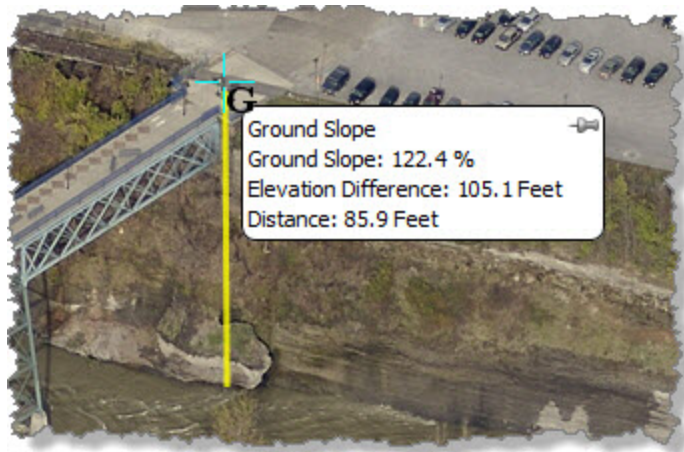 G
Ground Slope
Ground Slope: 122.4 %
Elevation Difference: 105.1 Feet
Distance: 85.9 Feet